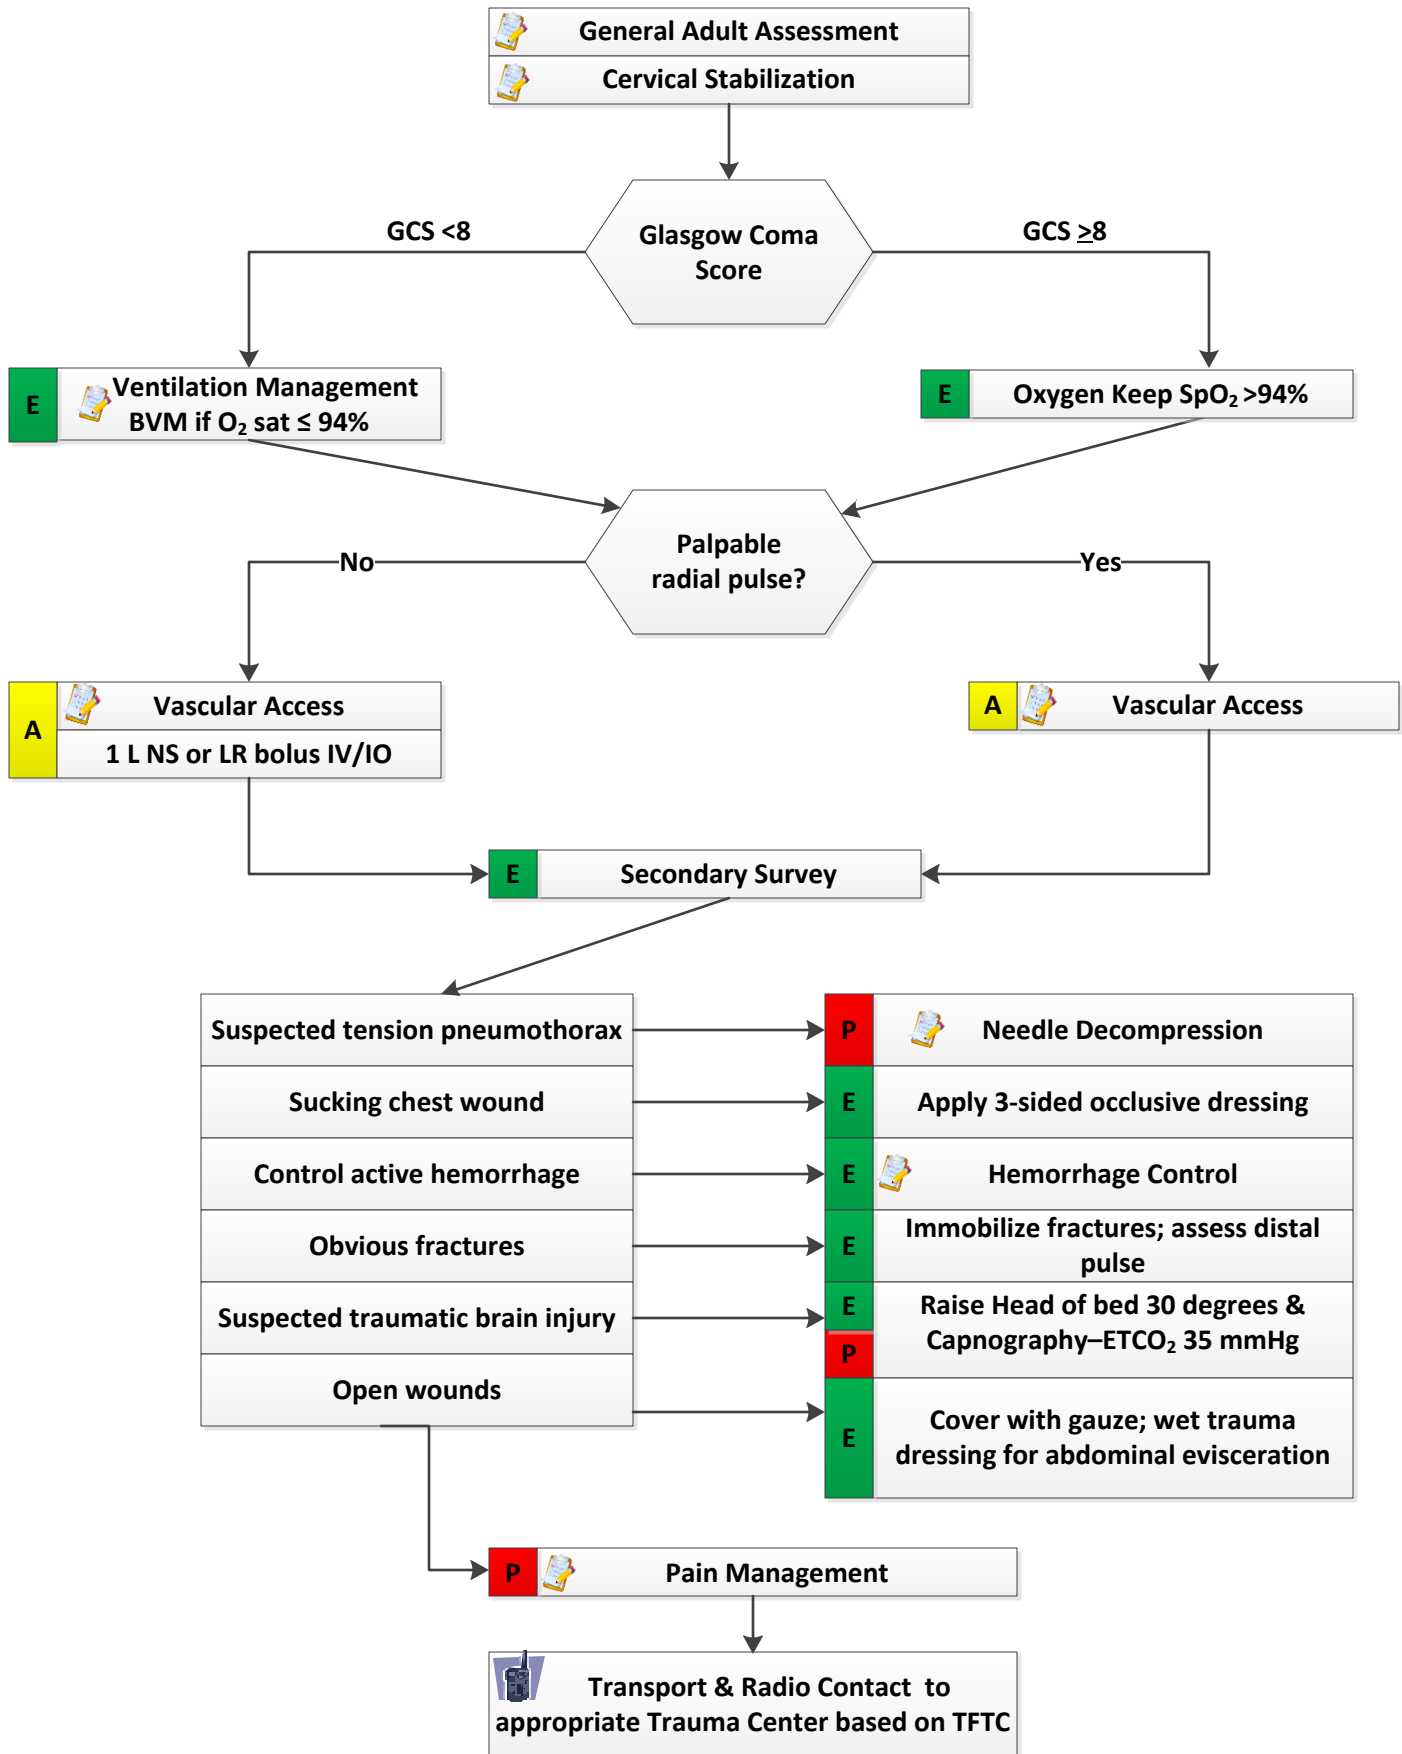 General Adult Assessment
Cervical Stabilization
GCS <8
Glasgow Coma
Score
GCS ≥8
E
Ventilation Management
BVM if O₂ sat ≤ 94%
E
Oxygen Keep SpO₂ >94%
Palpable
radial pulse?
No
Yes
A
Vascular Access
1 L NS or LR bolus IV/IO
A
Vascular Access
E
Secondary Survey
Suspected tension pneumothorax
P
Needle Decompression
Sucking chest wound
E
Apply 3-sided occlusive dressing
Control active hemorrhage
E
Hemorrhage Control
Obvious fractures
E
Immobilize fractures; assess distal
pulse
Suspected traumatic brain injury
E
P
Raise Head of bed 30 degrees &
Capnography–ETCO₂ 35 mmHg
Open wounds
E
Cover with gauze; wet trauma
dressing for abdominal evisceration
P
Pain Management
Transport & Radio Contact to
appropriate Trauma Center based on TFTC